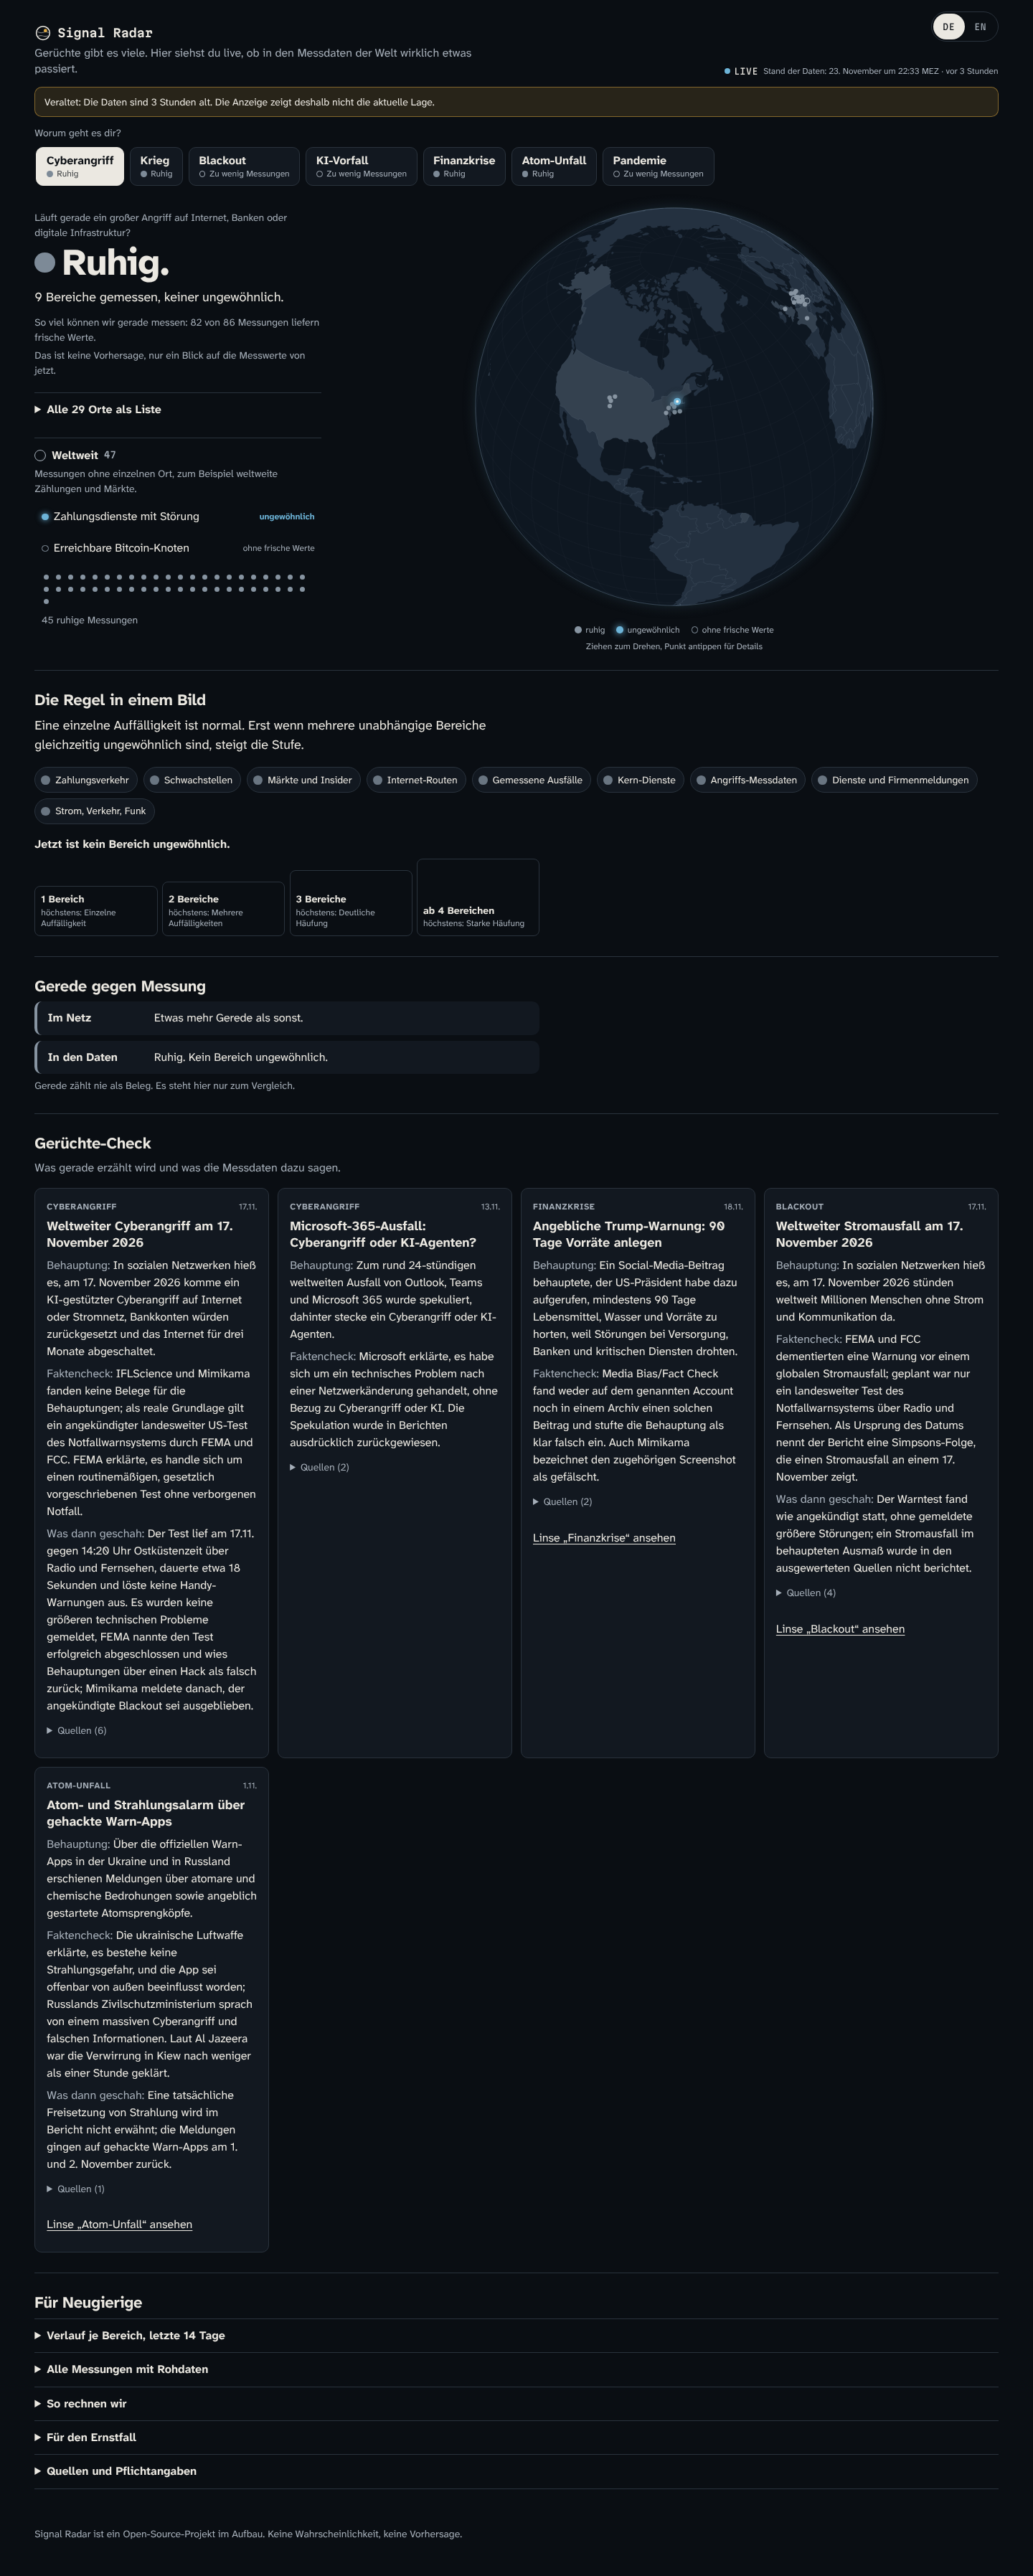 Signal Radar
DE EN
Gerüchte gibt es viele. Hier siehst du live, ob in den Messdaten der Welt wirklich etwas
passiert.
LIVE Stand der Daten: 23. November um 22:33 MEZ · vor 3 Stunden
Veraltet: Die Daten sind 3 Stunden alt. Die Anzeige zeigt deshalb nicht die aktuelle Lage.
Worum geht es dir?
Cyberangriff
Ruhig
Krieg
Ruhig
Blackout
Zu wenig Messungen
KI-Vorfall
Zu wenig Messungen
Finanzkrise
Ruhig
Atom-Unfall
Ruhig
Pandemie
Zu wenig Messungen
Läuft gerade ein großer Angriff auf Internet, Banken oder
digitale Infrastruktur?
Ruhig.
9 Bereiche gemessen, keiner ungewöhnlich.
So viel können wir gerade messen: 82 von 86 Messungen liefern
frische Werte.
Das ist keine Vorhersage, nur ein Blick auf die Messwerte von
jetzt.
Alle 29 Orte als Liste
Weltweit 47
Messungen ohne einzelnen Ort, zum Beispiel weltweite
Zählungen und Märkte.
Zahlungsdienste mit Störung ungewöhnlich
Erreichbare Bitcoin-Knoten ohne frische Werte
45 ruhige Messungen
ruhig ungewöhnlich ohne frische Werte
Ziehen zum Drehen, Punkt antippen für Details
Die Regel in einem Bild
Eine einzelne Auffälligkeit ist normal. Erst wenn mehrere unabhängige Bereiche
gleichzeitig ungewöhnlich sind, steigt die Stufe.
Zahlungsverkehr Schwachstellen Märkte und Insider Internet-Routen Gemessene Ausfälle Kern-Dienste Angriffs-Messdaten Dienste und Firmenmeldungen
Strom, Verkehr, Funk
Jetzt ist kein Bereich ungewöhnlich.
1 Bereich
höchstens: Einzelne
Auffälligkeit
2 Bereiche
höchstens: Mehrere
Auffälligkeiten
3 Bereiche
höchstens: Deutliche
Häufung
ab 4 Bereichen
höchstens: Starke Häufung
Gerede gegen Messung
Im Netz Etwas mehr Gerede als sonst.
In den Daten Ruhig. Kein Bereich ungewöhnlich.
Gerede zählt nie als Beleg. Es steht hier nur zum Vergleich.
Gerüchte-Check
Was gerade erzählt wird und was die Messdaten dazu sagen.
CYBERANGRIFF 17.11.
Weltweiter Cyberangriff am 17.
November 2026
Behauptung: In sozialen Netzwerken hieß
es, am 17. November 2026 komme ein
KI-gestützter Cyberangriff auf Internet
oder Stromnetz, Bankkonten würden
zurückgesetzt und das Internet für drei
Monate abgeschaltet.
Faktencheck: IFLScience und Mimikama
fanden keine Belege für die
Behauptungen; als reale Grundlage gilt
ein angekündigter landesweiter US-Test
des Notfallwarnsystems durch FEMA und
FCC. FEMA erklärte, es handle sich um
einen routinemäßigen, gesetzlich
vorgeschriebenen Test ohne verborgenen
Notfall.
Was dann geschah: Der Test lief am 17.11.
gegen 14:20 Uhr Ostküstenzeit über
Radio und Fernsehen, dauerte etwa 18
Sekunden und löste keine Handy-
Warnungen aus. Es wurden keine
größeren technischen Probleme
gemeldet, FEMA nannte den Test
erfolgreich abgeschlossen und wies
Behauptungen über einen Hack als falsch
zurück; Mimikama meldete danach, der
angekündigte Blackout sei ausgeblieben.
Quellen (6)
CYBERANGRIFF 13.11.
Microsoft-365-Ausfall:
Cyberangriff oder KI-Agenten?
Behauptung: Zum rund 24-stündigen
weltweiten Ausfall von Outlook, Teams
und Microsoft 365 wurde spekuliert,
dahinter stecke ein Cyberangriff oder KI-
Agenten.
Faktencheck: Microsoft erklärte, es habe
sich um ein technisches Problem nach
einer Netzwerkänderung gehandelt, ohne
Bezug zu Cyberangriff oder KI. Die
Spekulation wurde in Berichten
ausdrücklich zurückgewiesen.
Quellen (2)
FINANZKRISE 18.11.
Angebliche Trump-Warnung: 90
Tage Vorräte anlegen
Behauptung: Ein Social-Media-Beitrag
behauptete, der US-Präsident habe dazu
aufgerufen, mindestens 90 Tage
Lebensmittel, Wasser und Vorräte zu
horten, weil Störungen bei Versorgung,
Banken und kritischen Diensten drohten.
Faktencheck: Media Bias/Fact Check
fand weder auf dem genannten Account
noch in einem Archiv einen solchen
Beitrag und stufte die Behauptung als
klar falsch ein. Auch Mimikama
bezeichnet den zugehörigen Screenshot
als gefälscht.
Quellen (2)
Linse „Finanzkrise“ ansehen
BLACKOUT 17.11.
Weltweiter Stromausfall am 17.
November 2026
Behauptung: In sozialen Netzwerken hieß
es, am 17. November 2026 stünden
weltweit Millionen Menschen ohne Strom
und Kommunikation da.
Faktencheck: FEMA und FCC
dementierten eine Warnung vor einem
globalen Stromausfall; geplant war nur
ein landesweiter Test des
Notfallwarnsystems über Radio und
Fernsehen. Als Ursprung des Datums
nennt der Bericht eine Simpsons-Folge,
die einen Stromausfall an einem 17.
November zeigt.
Was dann geschah: Der Warntest fand
wie angekündigt statt, ohne gemeldete
größere Störungen; ein Stromausfall im
behaupteten Ausmaß wurde in den
ausgewerteten Quellen nicht berichtet.
Quellen (4)
Linse „Blackout“ ansehen
ATOM-UNFALL 1.11.
Atom- und Strahlungsalarm über
gehackte Warn-Apps
Behauptung: Über die offiziellen Warn-
Apps in der Ukraine und in Russland
erschienen Meldungen über atomare und
chemische Bedrohungen sowie angeblich
gestartete Atomsprengköpfe.
Faktencheck: Die ukrainische Luftwaffe
erklärte, es bestehe keine
Strahlungsgefahr, und die App sei
offenbar von außen beeinflusst worden;
Russlands Zivilschutzministerium sprach
von einem massiven Cyberangriff und
falschen Informationen. Laut Al Jazeera
war die Verwirrung in Kiew nach weniger
als einer Stunde geklärt.
Was dann geschah: Eine tatsächliche
Freisetzung von Strahlung wird im
Bericht nicht erwähnt; die Meldungen
gingen auf gehackte Warn-Apps am 1.
und 2. November zurück.
Quellen (1)
Linse „Atom-Unfall“ ansehen
Für Neugierige
Verlauf je Bereich, letzte 14 Tage
Alle Messungen mit Rohdaten
So rechnen wir
Für den Ernstfall
Quellen und Pflichtangaben
Signal Radar ist ein Open-Source-Projekt im Aufbau. Keine Wahrscheinlichkeit, keine Vorhersage.